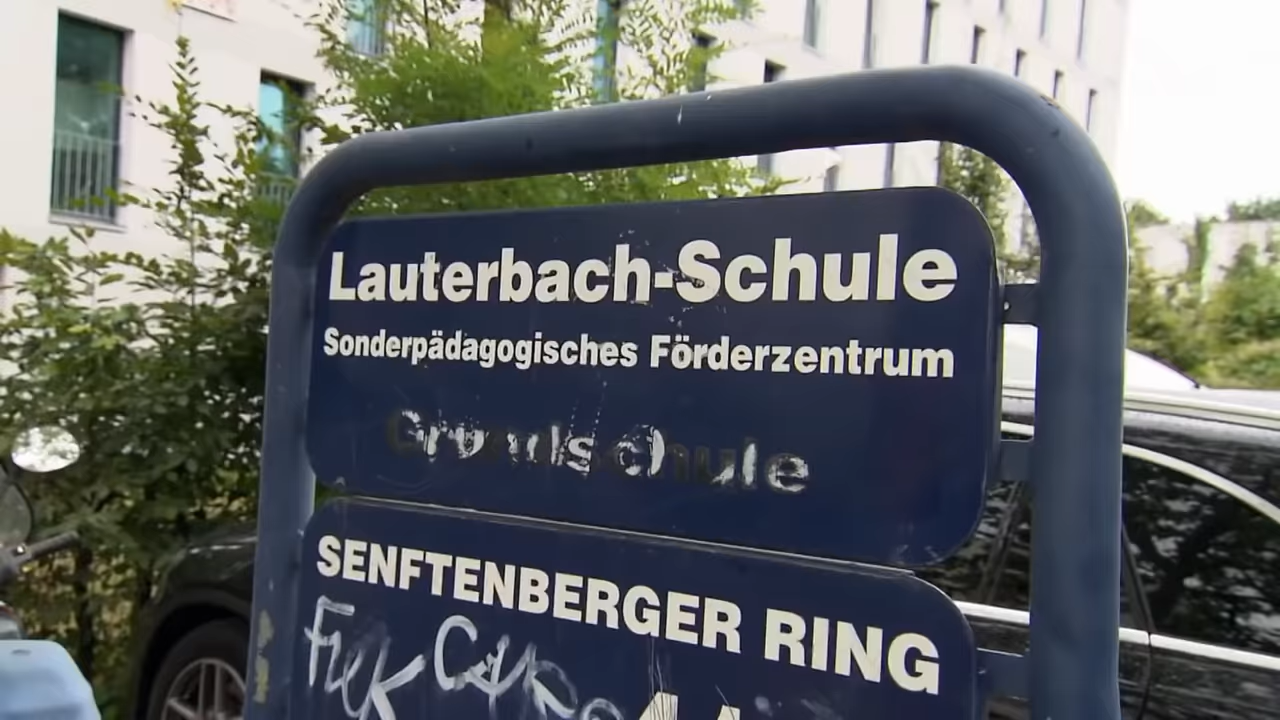 Lauterbach-Schule
Sonderpädagogisches Förderzentrum
Grundschule
SENFTENBERGER RING